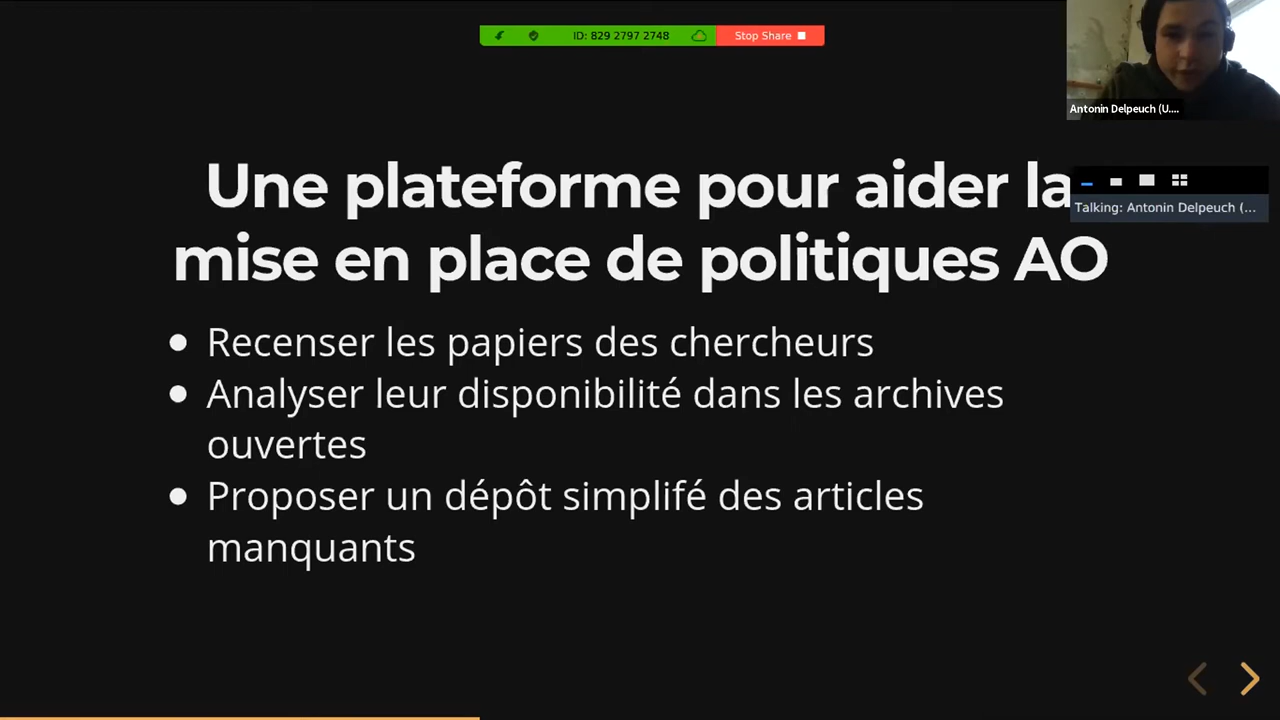 ID: 829 2797 2748
Stop Share
Antonin Delpeuch (U....
Une plateforme pour aider la
Talking: Antonin Delpeuch (...
mise en place de politiques AO
Recenser les papiers des chercheurs
Analyser leur disponibilité dans les archives
ouvertes
Proposer un dépôt simplifé des articles
manquants